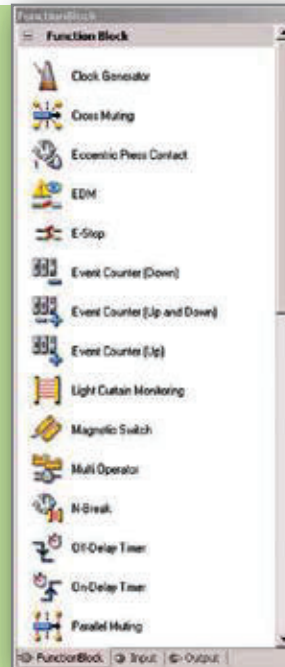 FunctionBlock
Function Block
Clock Generator
Cross Muting
Eccentric Press Contact
EDM
E-Stop
Event Counter (Down)
Event Counter (Up and Down)
Event Counter (Up)
Light Curtain Monitoring
Magnetic Switch
Multi Operator
N-Break
Off-Delay Timer
On-Delay Timer
Parallel Muting
FunctionBlock Input Output